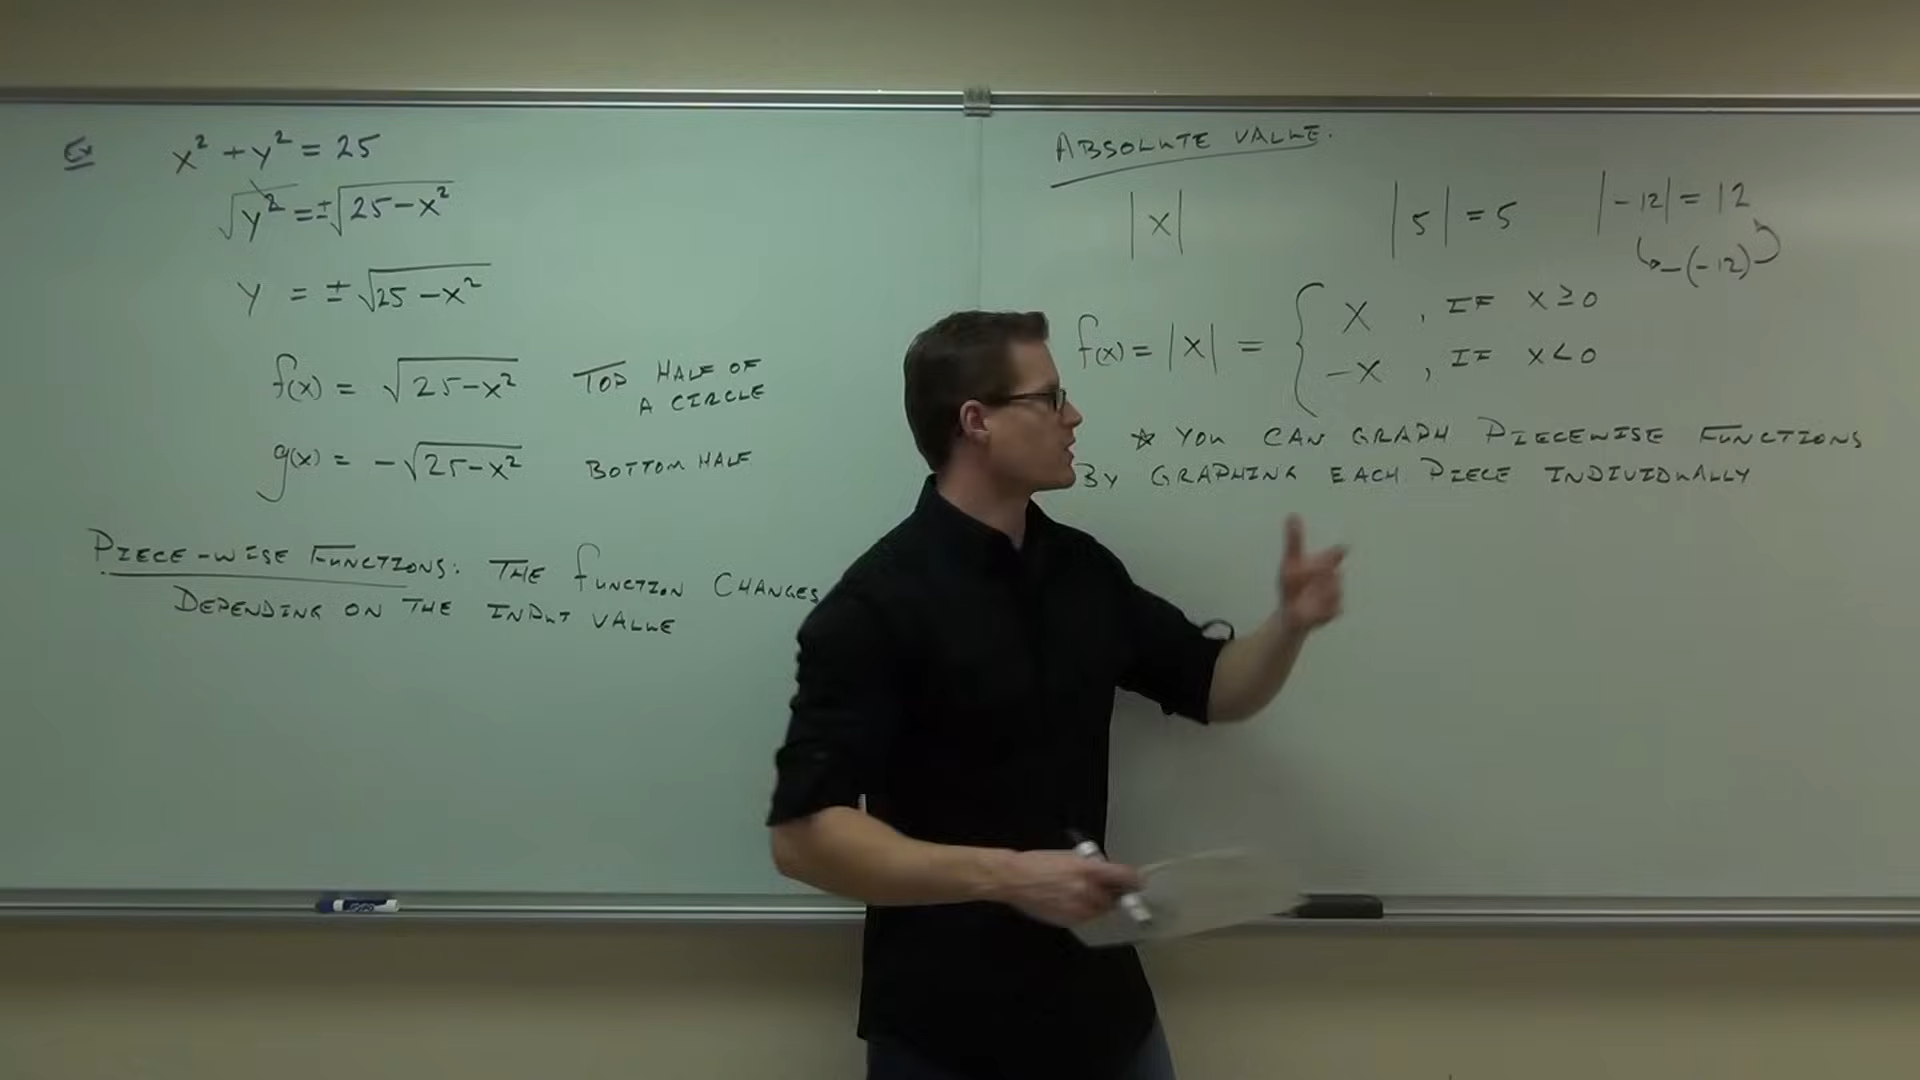 Ex x² + y² = 25
√y² = ±√25-x²
y = ±√25-x²
f(x) = √25-x² TOP HALF OF
A CIRCLE
g(x) = -√25-x² BOTTOM HALF
PIECE-WISE FUNCTIONS: THE FUNCTION CHANGES
DEPENDING ON THE INPUT VALUE
ABSOLUTE VALUE.
|x| |5| = 5 |-12| = 12
-(-12)
f(x) = |x| = { x , IF x ≥ 0
-x , IF x < 0
☆ YOU CAN GRAPH PIECEWISE FUNCTIONS
BY GRAPHING EACH PIECE INDIVIDUALLY
EXPO